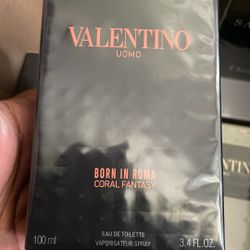 VALENTINO
UOMO
BORN IN ROMA
CORAL FANTASY
EAU DE TOILETTE
100 ml
VAPORISATEUR SPRAY
3.4 FL.OZ.